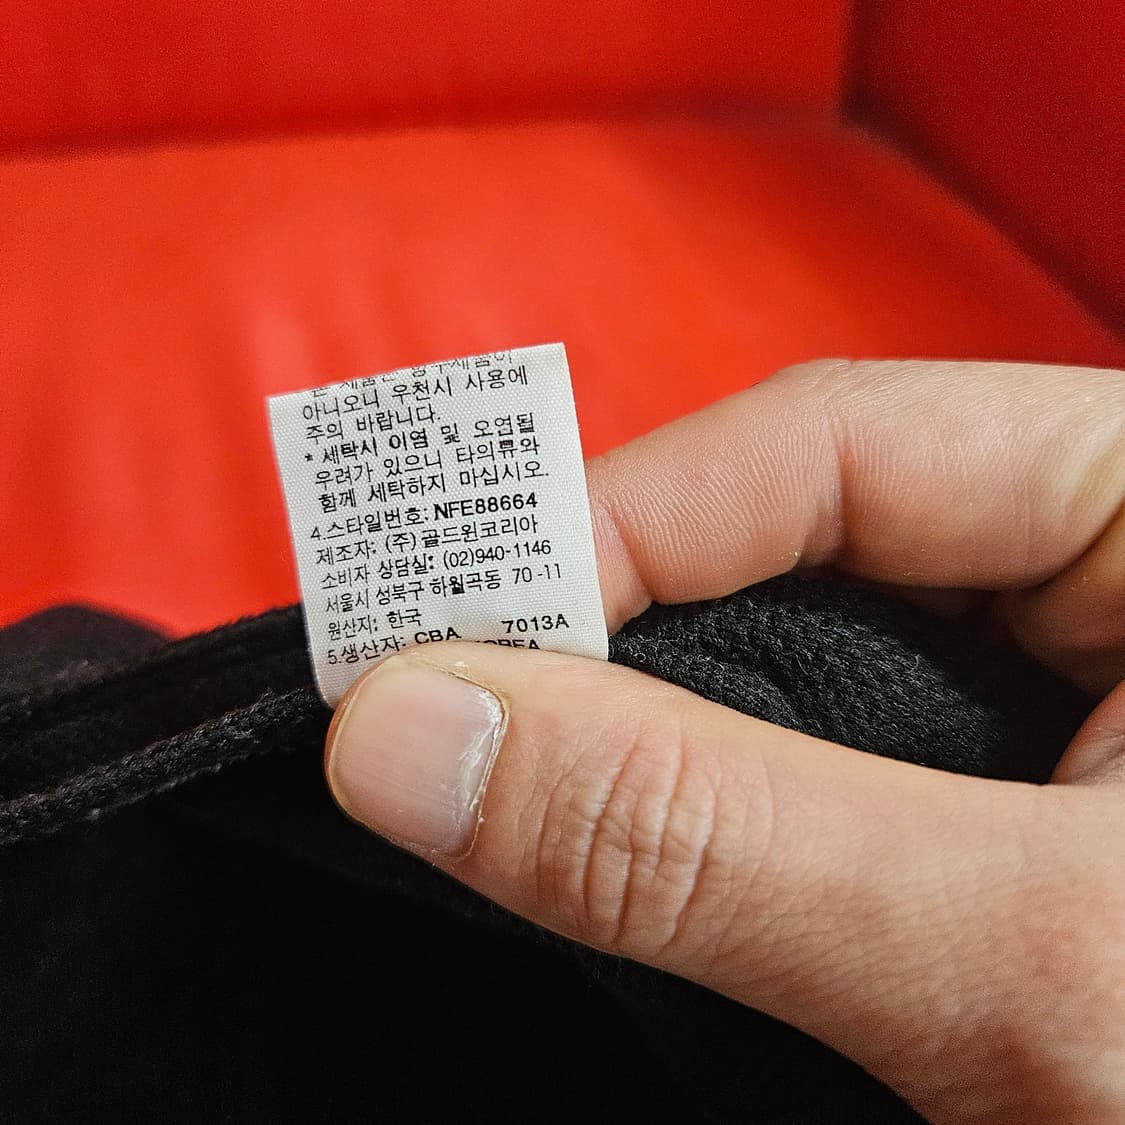 아니오니 우천시 사용에
주의 바랍니다.
* 세탁시 이염 및 오염될
우려가 있으니 타의류와
함께 세탁하지 마십시오.
4.스타일번호: NFE88664
제조자: (주)골드윈코리아
소비자 상담실: (02)940-1146
서울시 성북구 하월곡동 70-11
원산지: 한국
5.생산자: CBA 7013A